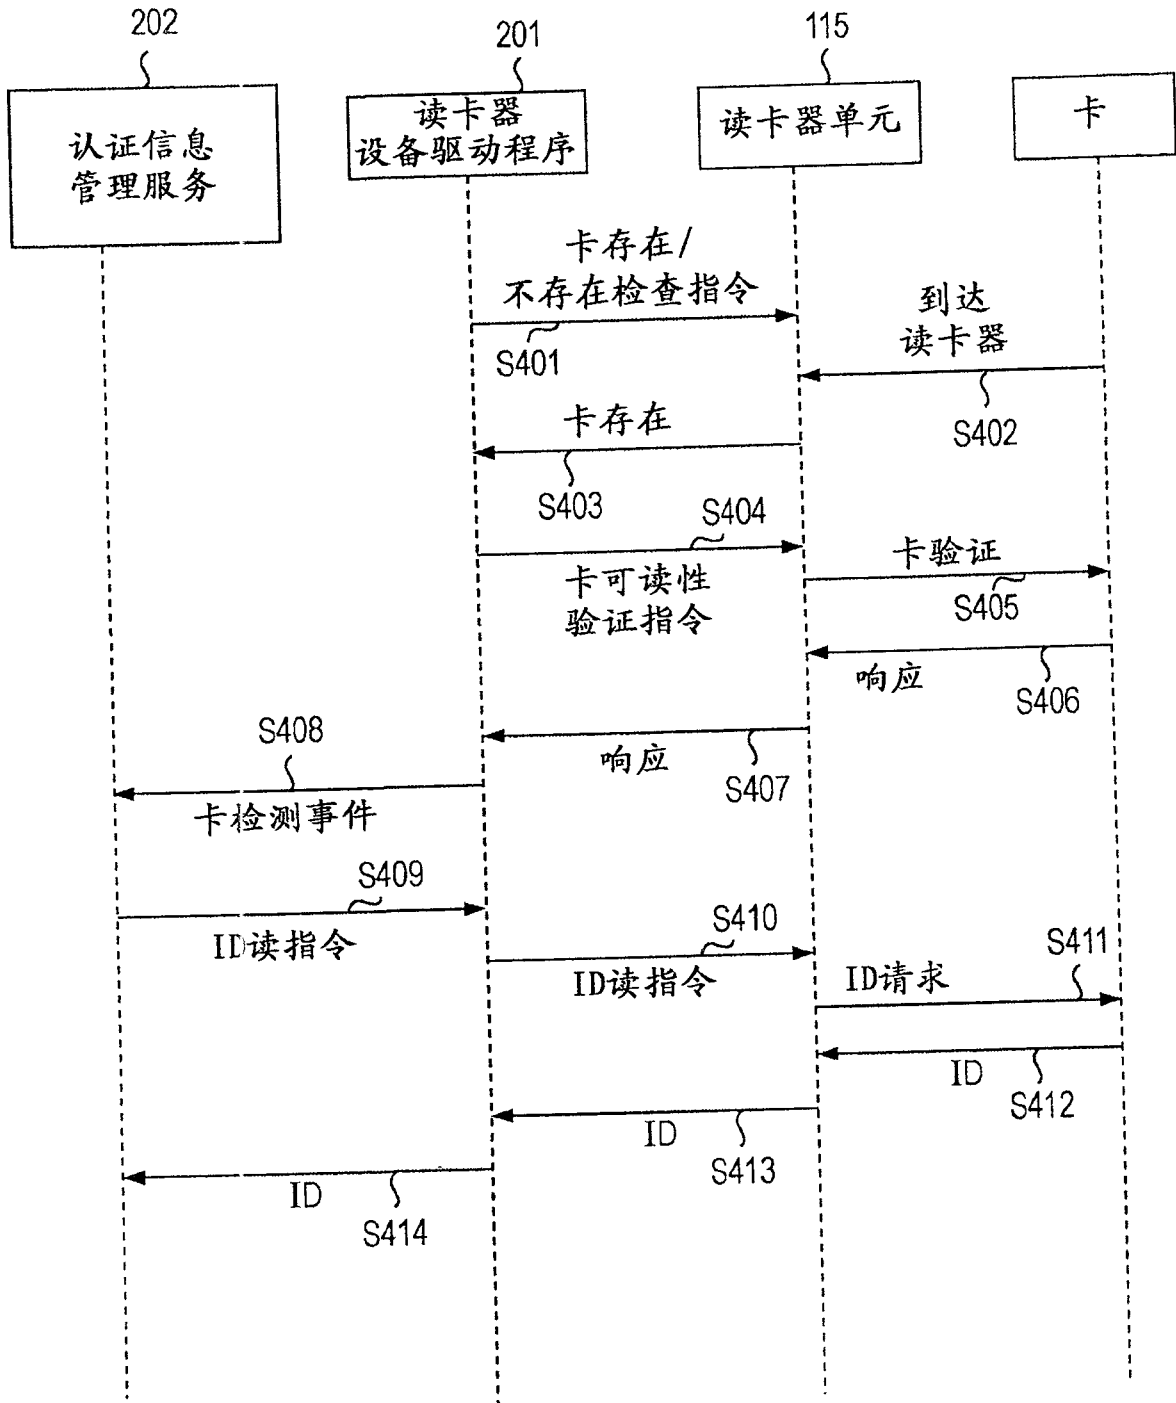 202
201
115
认证信息
管理服务
读卡器
设备驱动程序
读卡器单元
卡
卡存在/
不存在检查指令
S401
到达
读卡器
S402
卡存在
S403
S404
卡可读性
验证指令
卡验证
S405
响应
S406
响应
S407
S408
卡检测事件
S409
ID读指令
S410
ID读指令
S411
ID请求
ID
S412
ID
S413
ID
S414